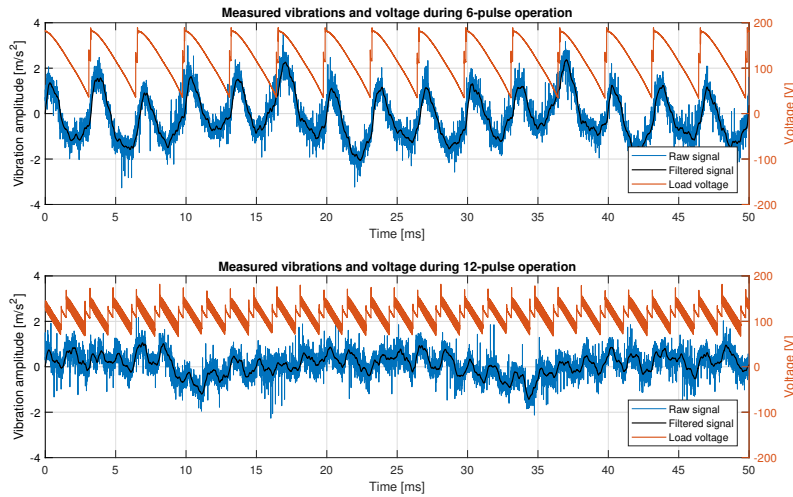 Measured vibrations and voltage during 6-pulse operation
4
2
0
-2
-4
Vibration amplitude [m/s²]
200
100
0
-100
-200
Voltage [V]
Raw signal
Filtered signal
Load voltage
0 5 10 15 20 25 30 35 40 45 50
Time [ms]
Measured vibrations and voltage during 12-pulse operation
4
2
0
-2
-4
Vibration amplitude [m/s²]
200
100
0
-100
-200
Voltage [V]
Raw signal
Filtered signal
Load voltage
0 5 10 15 20 25 30 35 40 45 50
Time [ms]